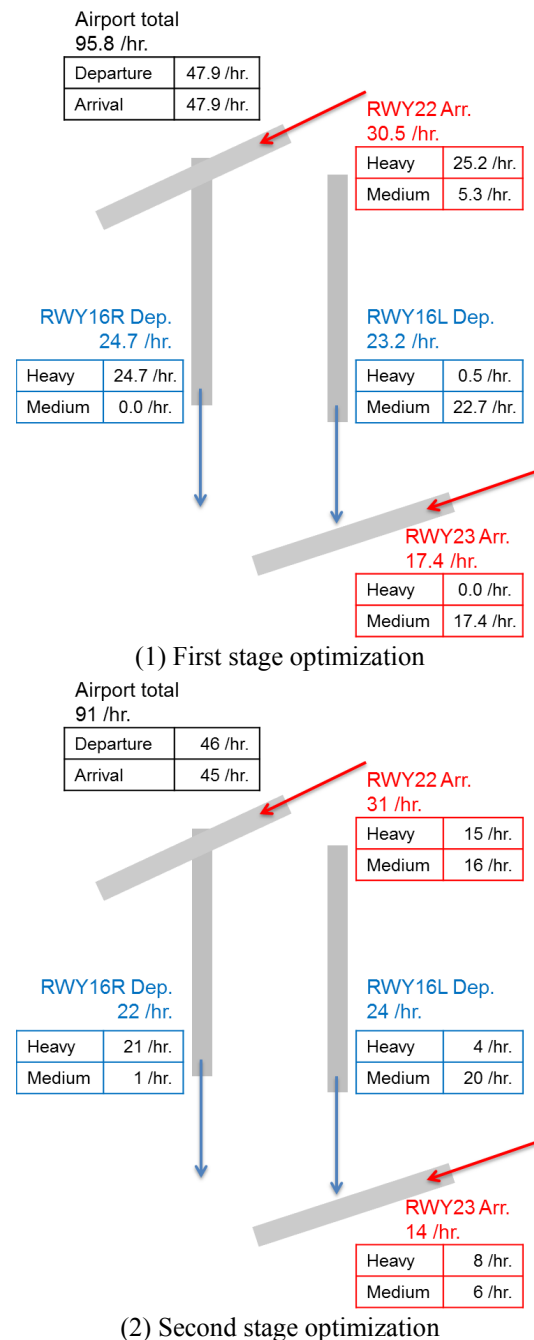 Airport total
95.8 /hr.
Departure 47.9 /hr.
Arrival 47.9 /hr.
RWY22 Arr.
30.5 /hr.
Heavy 25.2 /hr.
Medium 5.3 /hr.
RWY16R Dep.
24.7 /hr.
Heavy 24.7 /hr.
Medium 0.0 /hr.
RWY16L Dep.
23.2 /hr.
Heavy 0.5 /hr.
Medium 22.7 /hr.
RWY23 Arr.
17.4 /hr.
Heavy 0.0 /hr.
Medium 17.4 /hr.
(1) First stage optimization
Airport total
91 /hr.
Departure 46 /hr.
Arrival 45 /hr.
RWY22 Arr.
31 /hr.
Heavy 15 /hr.
Medium 16 /hr.
RWY16R Dep.
22 /hr.
Heavy 21 /hr.
Medium 1 /hr.
RWY16L Dep.
24 /hr.
Heavy 4 /hr.
Medium 20 /hr.
RWY23 Arr.
14 /hr.
Heavy 8 /hr.
Medium 6 /hr.
(2) Second stage optimization